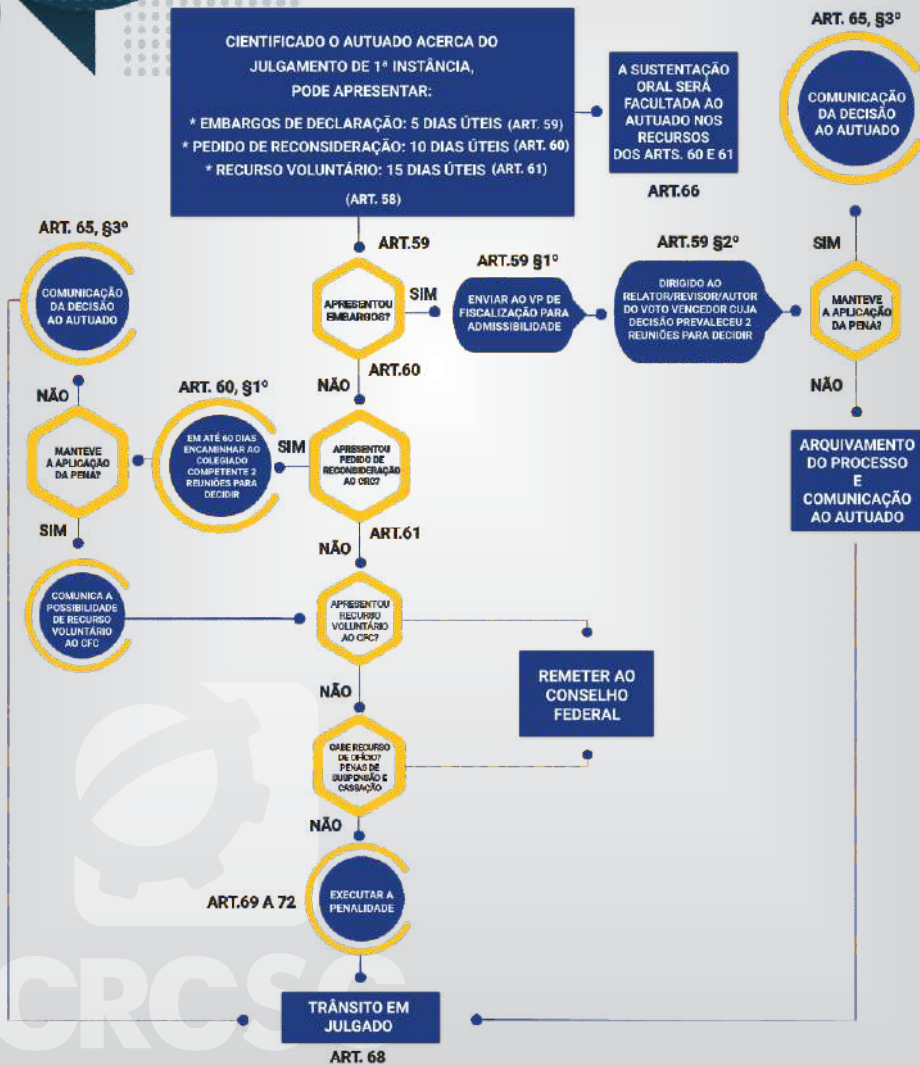 CIENTIFICADO O AUTUADO ACERCA DO
JULGAMENTO DE 1ª INSTÂNCIA,
PODE APRESENTAR:
* EMBARGOS DE DECLARAÇÃO: 5 DIAS ÚTEIS (ART. 59)
* PEDIDO DE RECONSIDERAÇÃO: 10 DIAS ÚTEIS (ART. 60)
* RECURSO VOLUNTÁRIO: 15 DIAS ÚTEIS (ART. 61)
(ART. 58)
A SUSTENTAÇÃO
ORAL SERÁ
FACULTADA AO
AUTUADO NOS
RECURSOS
DOS ARTS. 60 E 61
ART.66
ART. 65, §3º
COMUNICAÇÃO
DA DECISÃO
AO AUTUADO
ART. 65, §3º
COMUNICAÇÃO
DA DECISÃO
AO AUTUADO
ART.59
APRESENTOU
EMBARGOS?
SIM
ART.59 §1º
ENVIAR AO VP DE
FISCALIZAÇÃO PARA
ADMISSIBILIDADE
ART.59 §2º
DIRIGIDO AO
RELATOR/REVISOR/AUTOR
DO VOTO VENCEDOR CUJA
DECISÃO PREVALECEU 2
REUNIÕES PARA DECIDIR
SIM
MANTEVE
A APLICAÇÃO
DA PENA?
NÃO
ARQUIVAMENTO
DO PROCESSO
E
COMUNICAÇÃO
AO AUTUADO
NÃO
ART.60
APRESENTOU
PEDIDO DE
RECONSIDERAÇÃO
AO CRC?
SIM
ART. 60, §1º
EM ATÉ 60 DIAS
ENCAMINHAR AO
COLEGIADO
COMPETENTE 2
REUNIÕES PARA
DECIDIR
NÃO
MANTEVE
A APLICAÇÃO
DA PENA?
SIM
COMUNICA A
POSSIBILIDADE
DE RECURSO
VOLUNTÁRIO
AO CFC
NÃO
ART.61
APRESENTOU
RECURSO
VOLUNTÁRIO
AO CFC?
REMETER AO
CONSELHO
FEDERAL
NÃO
CABE RECURSO
DE OFÍCIO?
PENAS DE
SUSPENSÃO E
CASSAÇÃO
NÃO
ART.69 A 72
EXECUTAR A
PENALIDADE
TRÂNSITO EM
JULGADO
ART. 68
CRCSC